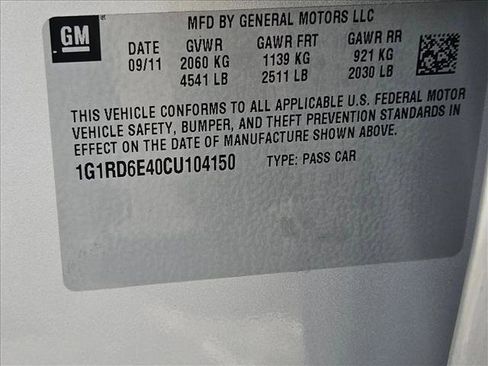 GM
MFD BY GENERAL MOTORS LLC
DATE GVWR GAWR FRT GAWR RR
09/11 2060 KG 1139 KG 921 KG
4541 LB 2511 LB 2030 LB
THIS VEHICLE CONFORMS TO ALL APPLICABLE U.S. FEDERAL MOTOR
VEHICLE SAFETY, BUMPER, AND THEFT PREVENTION STANDARDS IN
EFFECT ON THE DATE OF MANUFACTURE SHOWN ABOVE.
1G1RD6E40CU104150 TYPE: PASS CAR